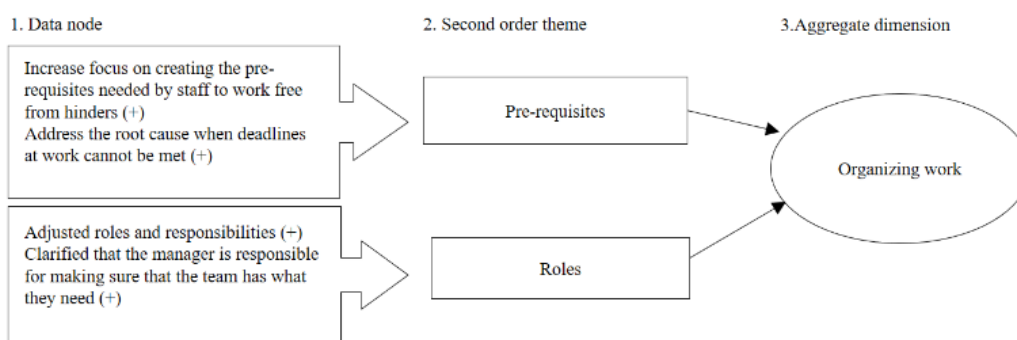 1. Data node
2. Second order theme
3.Aggregate dimension
Increase focus on creating the pre-
requisites needed by staff to work free
from hinders (+)
Address the root cause when deadlines
at work cannot be met (+)
Pre-requisites
Organizing work
Adjusted roles and responsibilities (+)
Clarified that the manager is responsible
for making sure that the team has what
they need (+)
Roles